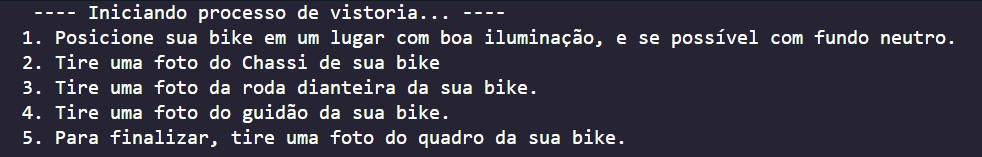 ---- Iniciando processo de vistoria... ----
1. Posicione sua bike em um lugar com boa iluminação, e se possível com fundo neutro.
2. Tire uma foto do Chassi de sua bike
3. Tire uma foto da roda dianteira da sua bike.
4. Tire uma foto do guidão da sua bike.
5. Para finalizar, tire uma foto do quadro da sua bike.